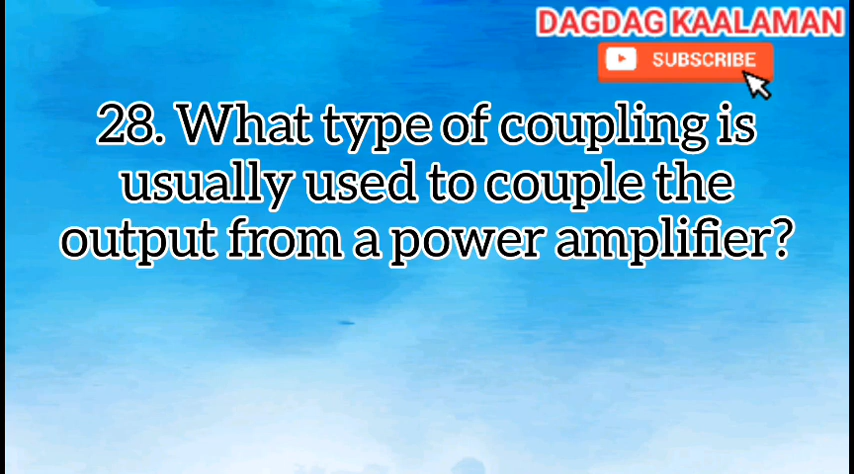 DAGDAG KAALAMAN
SUBSCRIBE
28. What type of coupling is
usually used to couple the
output from a power amplifier?